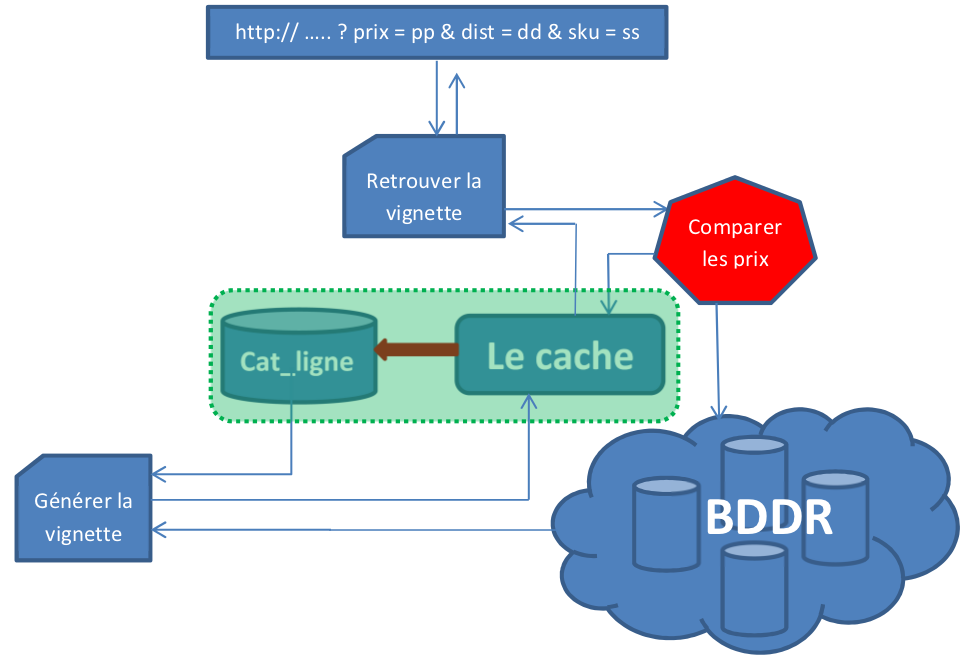 http:// ..... ? prix = pp & dist = dd & sku = ss
Retrouver la
vignette
Comparer
les prix
Cat_ligne
Le cache
Générer la
vignette
BDDR